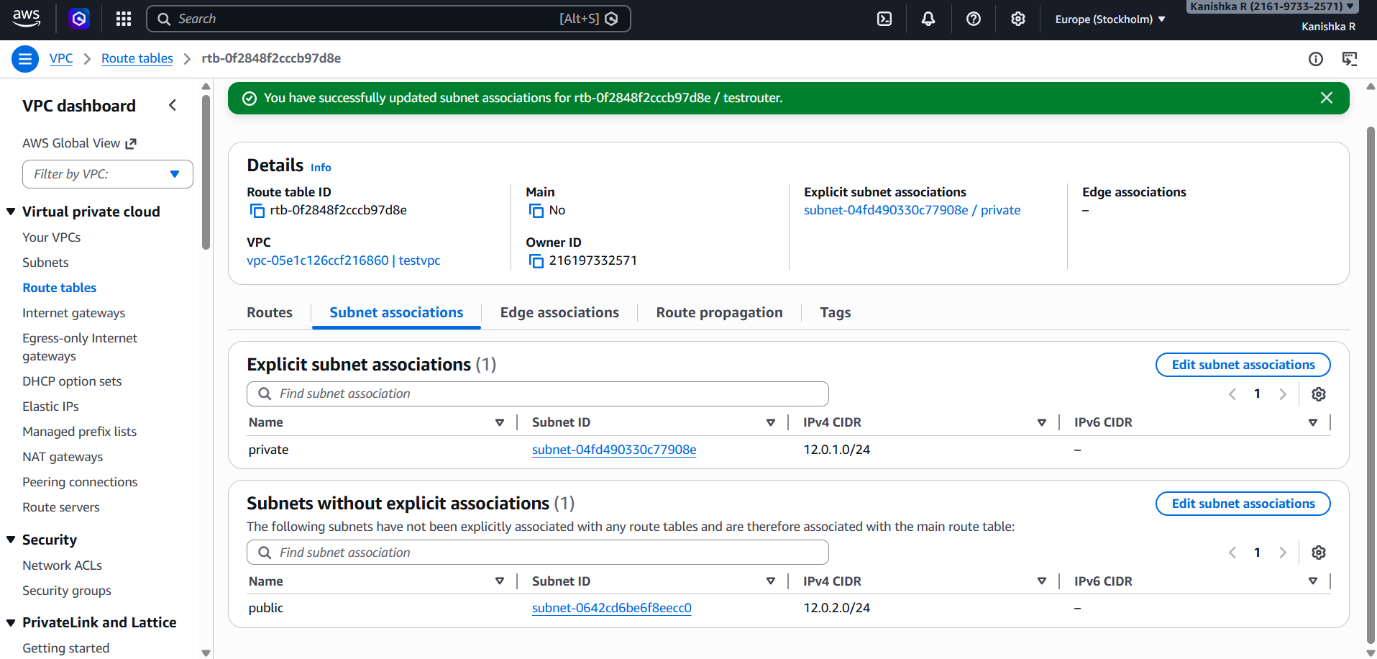 aws
Search [Alt+S]
Europe (Stockholm)
Kanishka R (2161-9733-2571)
Kanishka R
VPC > Route tables > rtb-0f2848f2cccb97d8e
VPC dashboard
AWS Global View
Filter by VPC:
Virtual private cloud
Your VPCs
Subnets
Route tables
Internet gateways
Egress-only Internet
gateways
DHCP option sets
Elastic IPs
Managed prefix lists
NAT gateways
Peering connections
Route servers
Security
Network ACLs
Security groups
PrivateLink and Lattice
Getting started
You have successfully updated subnet associations for rtb-0f2848f2cccb97d8e / testrouter.
Details Info
Route table ID
rtb-0f2848f2cccb97d8e
Main
No
Explicit subnet associations
subnet-04fd490330c77908e / private
Edge associations
–
VPC
vpc-05e1c126ccf216860 | testvpc
Owner ID
216197332571
Routes Subnet associations Edge associations Route propagation Tags
Explicit subnet associations (1)
Edit subnet associations
Find subnet association
1
Name Subnet ID IPv4 CIDR IPv6 CIDR
private subnet-04fd490330c77908e 12.0.1.0/24 –
Subnets without explicit associations (1)
Edit subnet associations
The following subnets have not been explicitly associated with any route tables and are therefore associated with the main route table:
Find subnet association
1
Name Subnet ID IPv4 CIDR IPv6 CIDR
public subnet-0642cd6be6f8eecc0 12.0.2.0/24 –